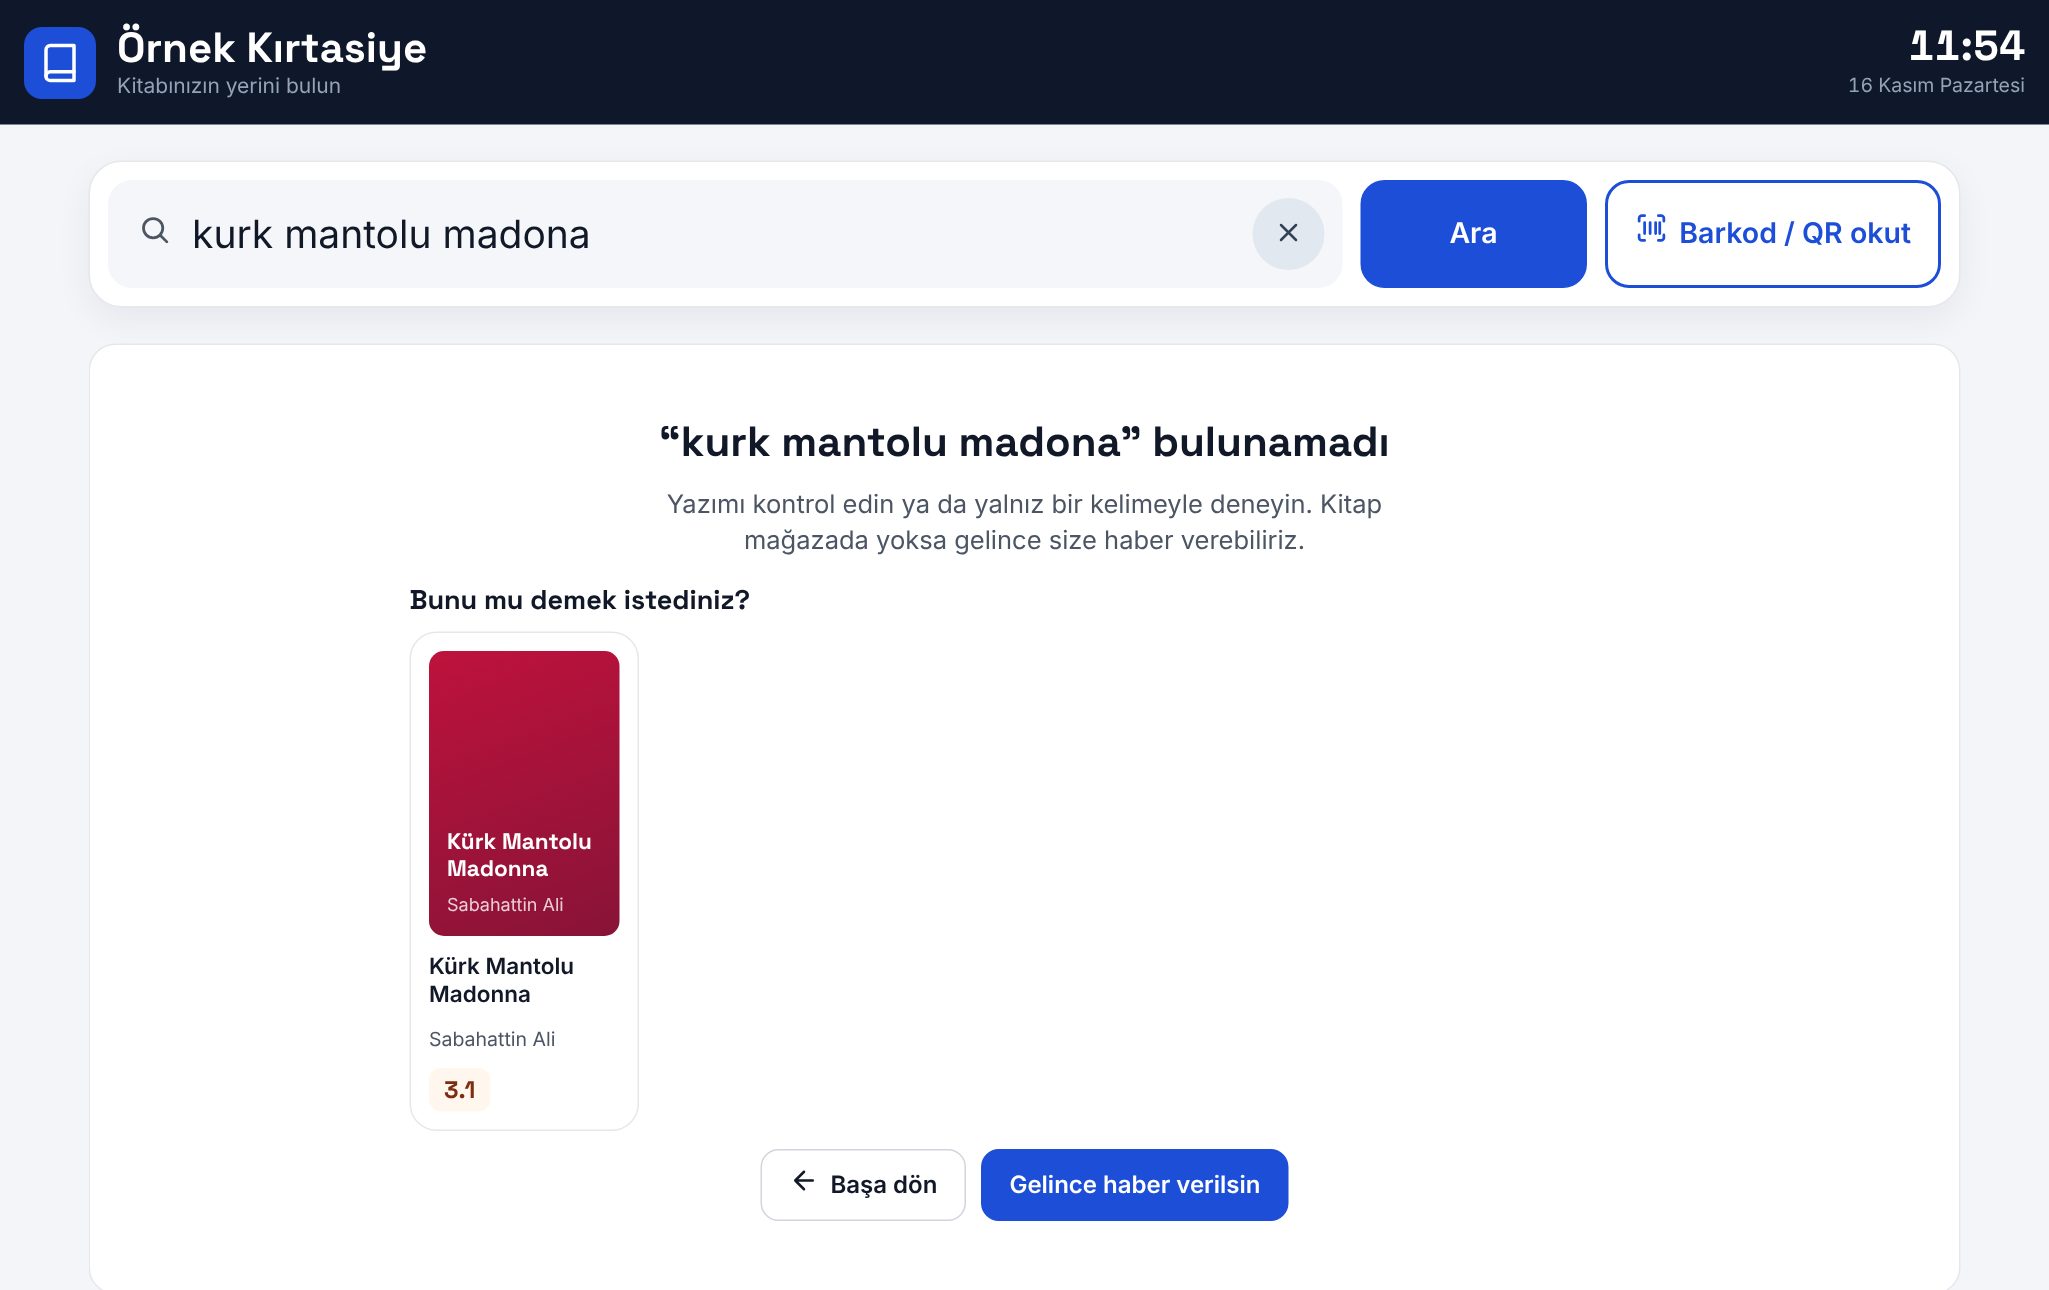 Örnek Kırtasiye
Kitabınızın yerini bulun
11:54
16 Kasım Pazartesi
kurk mantolu madona
Ara
Barkod / QR okut
“kurk mantolu madona” bulunamadı
Yazımı kontrol edin ya da yalnız bir kelimeyle deneyin. Kitap
mağazada yoksa gelince size haber verebiliriz.
Bunu mu demek istediniz?
Kürk Mantolu
Madonna
Sabahattin Ali
Kürk Mantolu
Madonna
Sabahattin Ali
3.1
Başa dön
Gelince haber verilsin